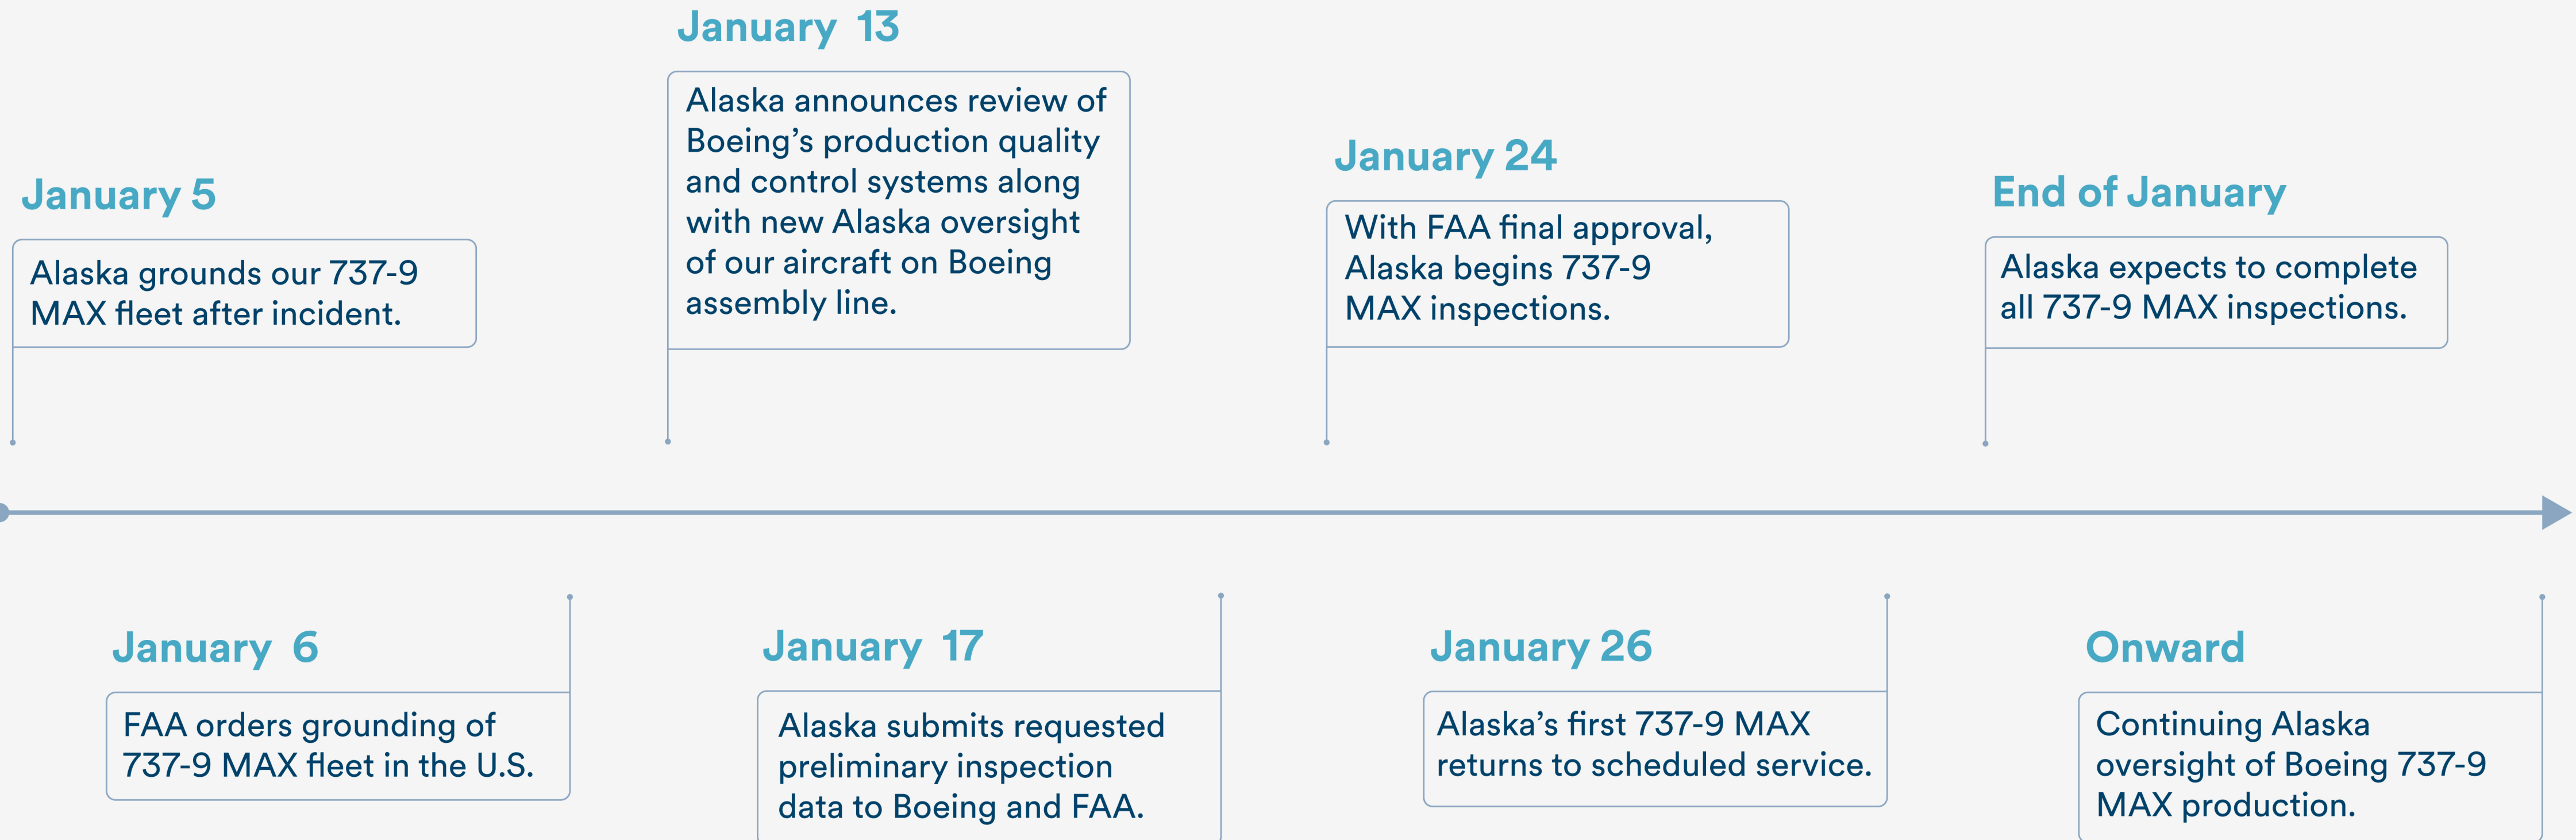 January 13
Alaska announces review of
Boeing’s production quality
and control systems along
with new Alaska oversight
of our aircraft on Boeing
assembly line.
January 5
Alaska grounds our 737-9
MAX fleet after incident.
January 24
With FAA final approval,
Alaska begins 737-9
MAX inspections.
End of January
Alaska expects to complete
all 737-9 MAX inspections.
January 6
FAA orders grounding of
737-9 MAX fleet in the U.S.
January 17
Alaska submits requested
preliminary inspection
data to Boeing and FAA.
January 26
Alaska’s first 737-9 MAX
returns to scheduled service.
Onward
Continuing Alaska
oversight of Boeing 737-9
MAX production.